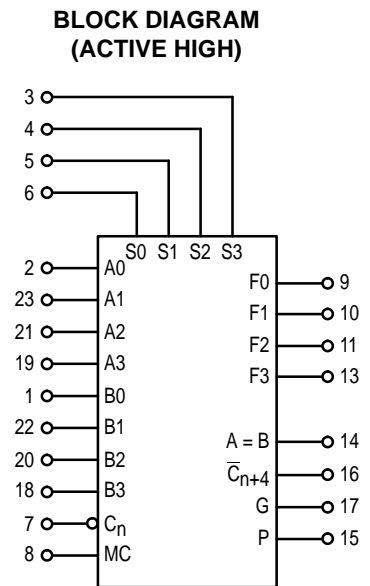 BLOCK DIAGRAM
(ACTIVE HIGH)
3
4
5
6
S0 S1 S2 S3
2 A0
23 A1
21 A2
19 A3
1 B0
22 B1
20 B2
18 B3
7 Cn
8 MC
F0 9
F1 10
F2 11
F3 13
A = B 14
C̅n+4 16
G 17
P 15